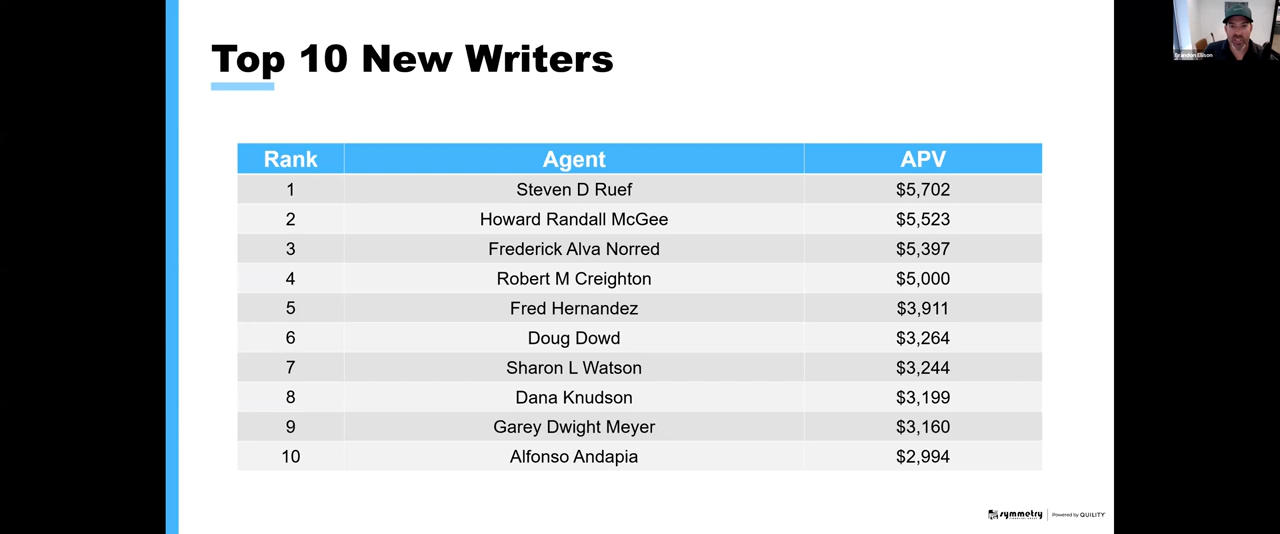 Top 10 New Writers
Brandon Ellison
Rank Agent APV
1 Steven D Ruef $5,702
2 Howard Randall McGee $5,523
3 Frederick Alva Norred $5,397
4 Robert M Creighton $5,000
5 Fred Hernandez $3,911
6 Doug Dowd $3,264
7 Sharon L Watson $3,244
8 Dana Knudson $3,199
9 Garey Dwight Meyer $3,160
10 Alfonso Andapia $2,994
symmetry Powered by QUILITY